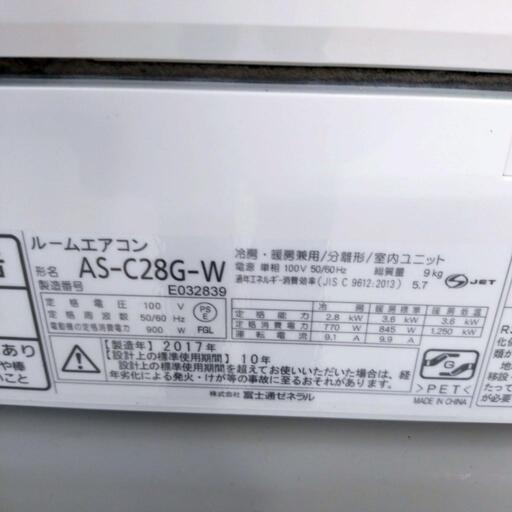 ルームエアコン
形名 AS-C28G-W
製造番号 E032839
冷房・暖房兼用/分離形/室内ユニット
電源 単相 100V 50/60Hz 総質量 9kg
通年エネルギー消費効率(JIS C 9612:2013) 5.7
JET
定格電圧 100 V
定格周波数 50/60 Hz
電動機の定格消費電力 900 W
PS E
FGL
冷房 暖房標準 暖房低温
定格能力 2.8 kW 3.6 kW 3.6 kW
定格消費電力 770 W 845 W 1,250 kW
運転電流 9.1 A 9.9 A
【製造年】2017年
【設計上の標準使用期間】10年
設計上の標準使用期間を超えてお使いいただいた場合は、経
年劣化による発火・けが等の事故に至るおそれがあります。
株式会社 富士通ゼネラル
G
>PET<
MADE IN CHINA
あり
や棒
こと